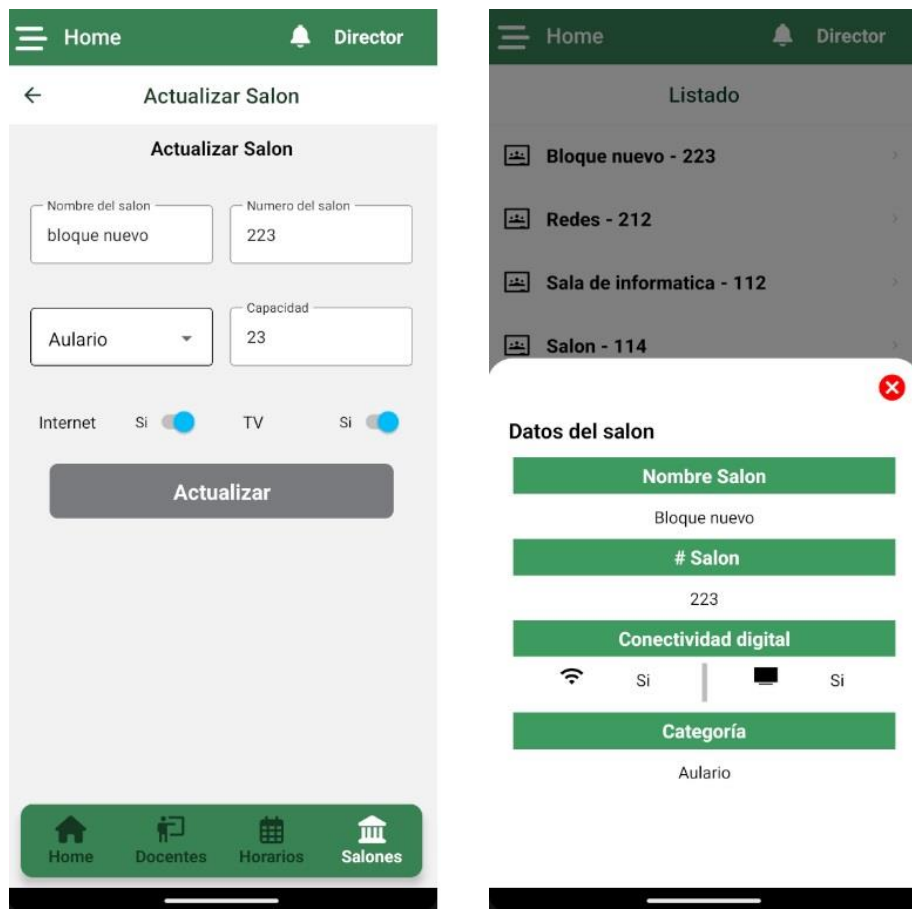 Home Director
Actualizar Salon
Actualizar Salon
Nombre del salon Numero del salon
bloque nuevo 223
Capacidad
Aulario 23
Internet Si TV Si
Actualizar
Home Docentes Horarios Salones
Home Director
Listado
Bloque nuevo - 223
Redes - 212
Sala de informatica - 112
Salon - 114
Datos del salon
Nombre Salon
Bloque nuevo
# Salon
223
Conectividad digital
Si Si
Categoría
Aulario